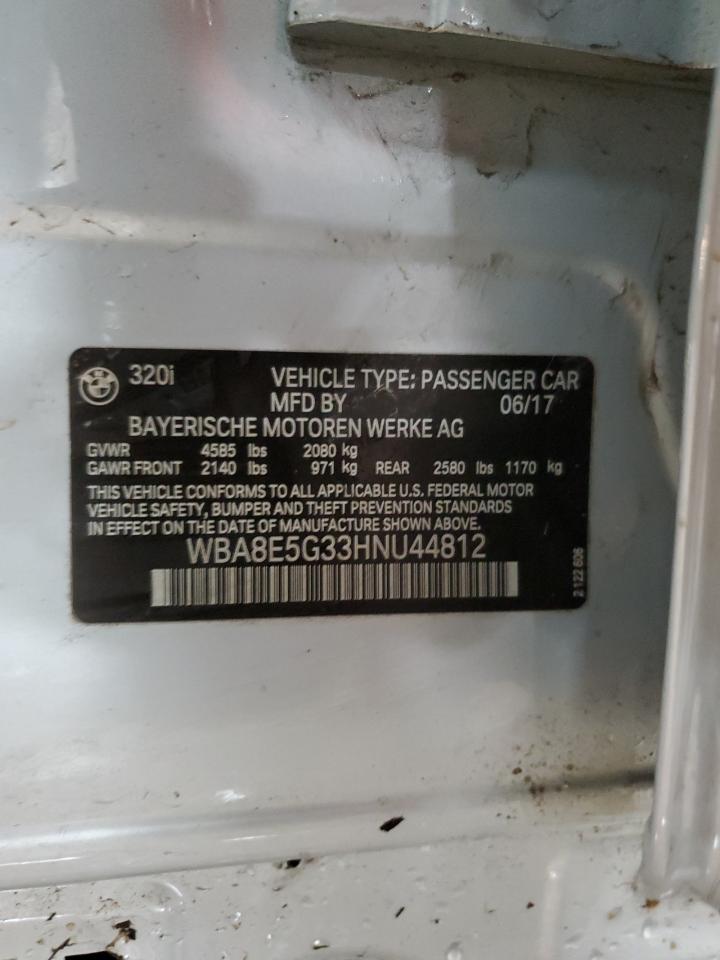 320i VEHICLE TYPE: PASSENGER CAR
MFD BY 06/17
BAYERISCHE MOTOREN WERKE AG
GVWR 4585 lbs 2080 kg
GAWR FRONT 2140 lbs 971 kg REAR 2580 lbs 1170 kg
THIS VEHICLE CONFORMS TO ALL APPLICABLE U.S. FEDERAL MOTOR
VEHICLE SAFETY, BUMPER AND THEFT PREVENTION STANDARDS
IN EFFECT ON THE DATE OF MANUFACTURE SHOWN ABOVE.
WBA8E5G33HNU44812
2 122 606